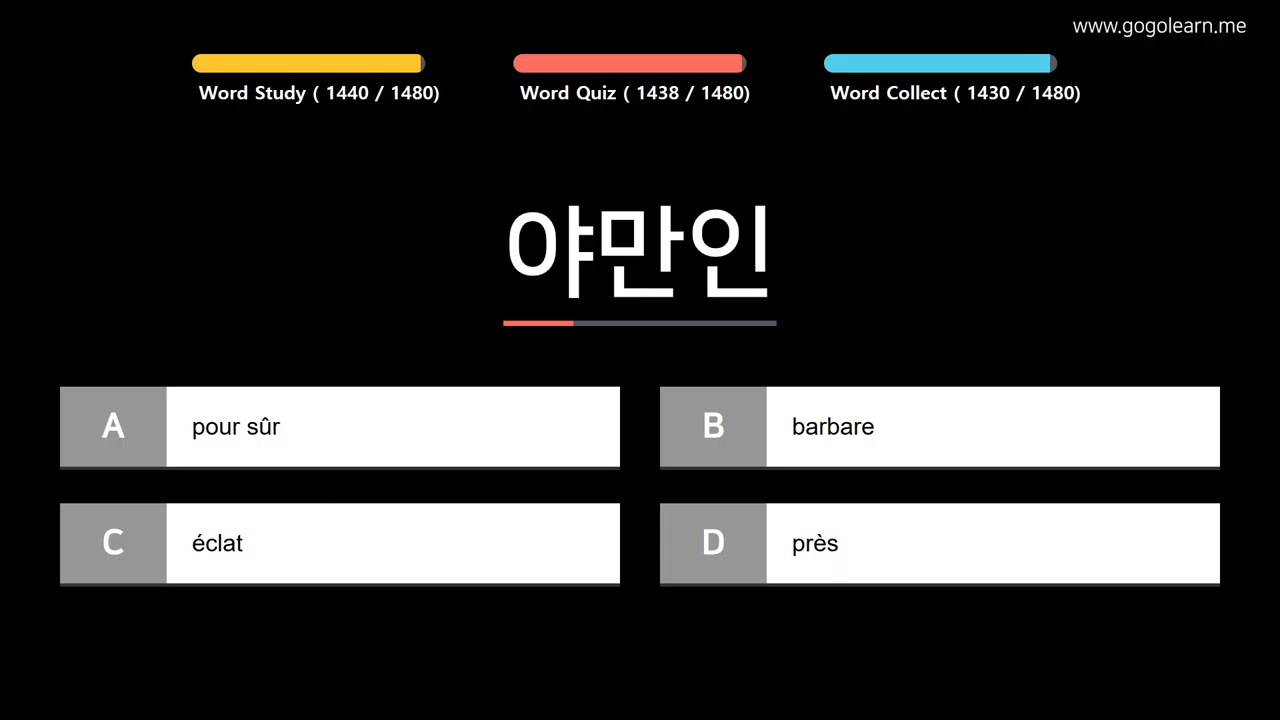 www.gogolearn.me
Word Study ( 1440 / 1480)
Word Quiz ( 1438 / 1480)
Word Collect ( 1430 / 1480)
야만인
A pour sûr
B barbare
C éclat
D près